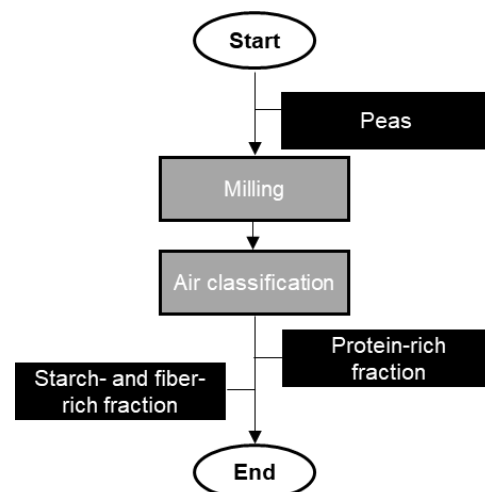 Start
Peas
Milling
Air classification
Protein-rich
fraction
Starch- and fiber-
rich fraction
End